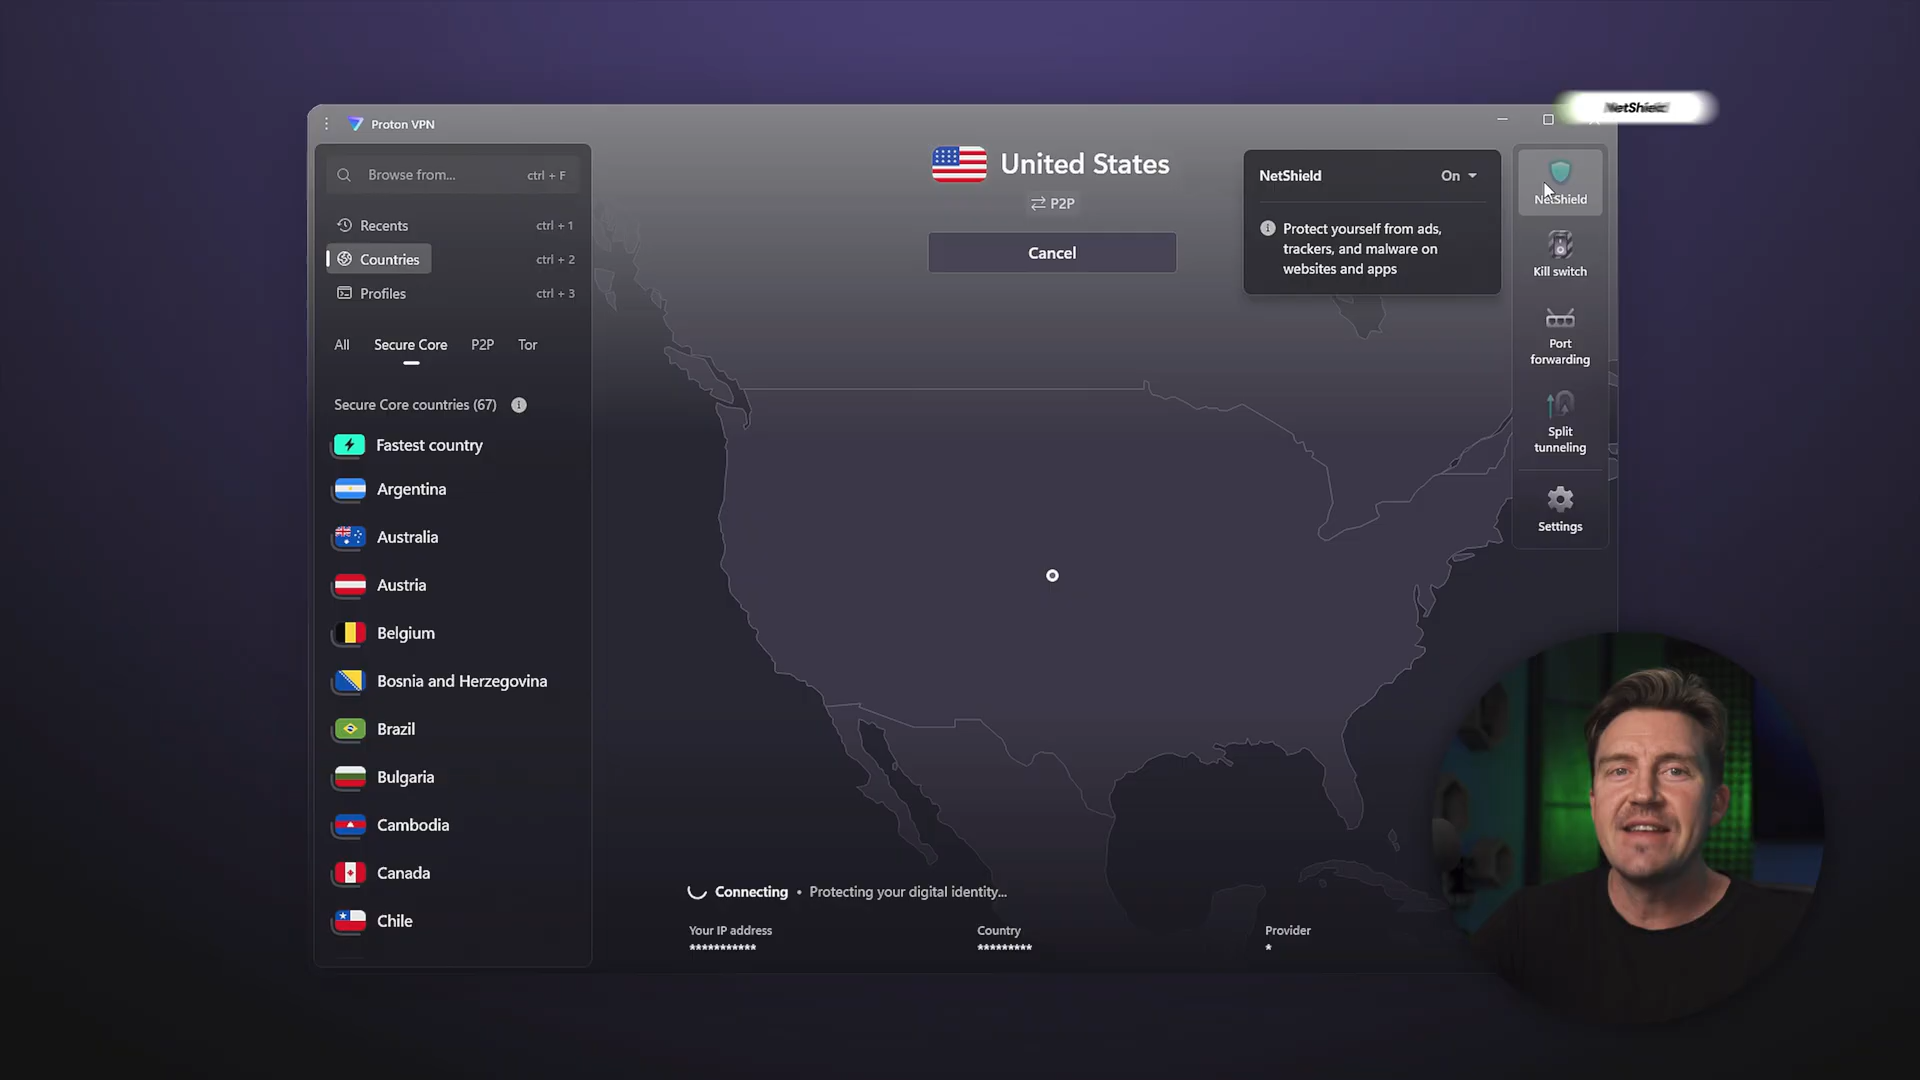 NetShield
Proton VPN
Browse from...
ctrl + F
Recents
ctrl + 1
Countries
ctrl + 2
Profiles
ctrl + 3
All
Secure Core
P2P
Tor
Secure Core countries (67)
Fastest country
Argentina
Australia
Austria
Belgium
Bosnia and Herzegovina
Brazil
Bulgaria
Cambodia
Canada
Chile
United States
P2P
Cancel
NetShield
On
Protect yourself from ads,
trackers, and malware on
websites and apps
NetShield
Kill switch
Port
forwarding
Split
tunneling
Settings
Connecting • Protecting your digital identity...
Your IP address
***********
Country
*********
Provider
*